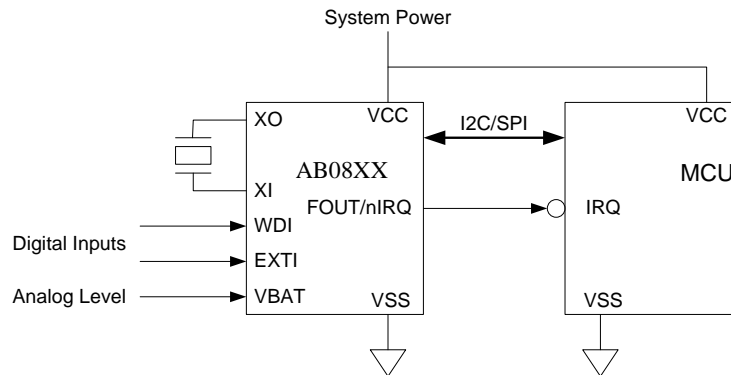 System Power
XO
VCC
VCC
I2C/SPI
AB08XX
MCU
XI
FOUT/nIRQ
IRQ
WDI
Digital Inputs
EXTI
Analog Level
VBAT
VSS
VSS